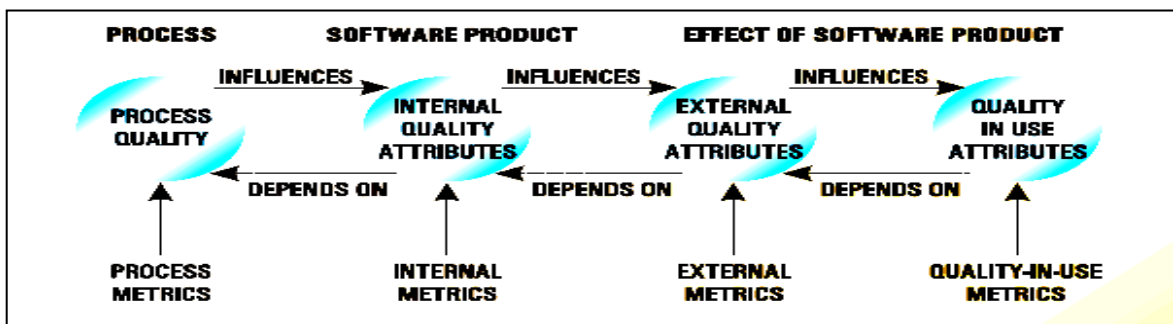 PROCESS
SOFTWARE PRODUCT
EFFECT OF SOFTWARE PRODUCT
INFLUENCES
INFLUENCES
INFLUENCES
PROCESS
QUALITY
INTERNAL
QUALITY
ATTRIBUTES
EXTERNAL
QUALITY
ATTRIBUTES
QUALITY
IN USE
ATTRIBUTES
DEPENDS ON
DEPENDS ON
DEPENDS ON
PROCESS
METRICS
INTERNAL
METRICS
EXTERNAL
METRICS
QUALITY-IN-USE
METRICS